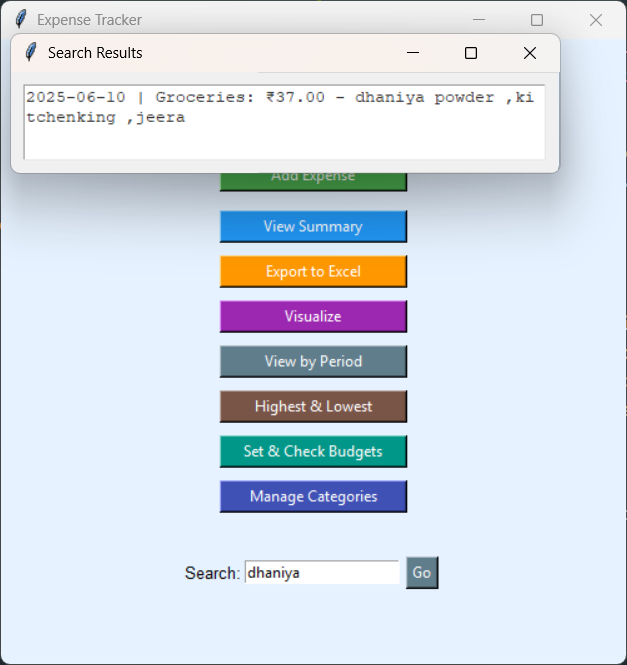 Expense Tracker
Search Results
2025-06-10 | Groceries: ₹37.00 - dhaniya powder ,ki
tchenking ,jeera
Add Expense
View Summary
Export to Excel
Visualize
View by Period
Highest & Lowest
Set & Check Budgets
Manage Categories
Search: dhaniya Go